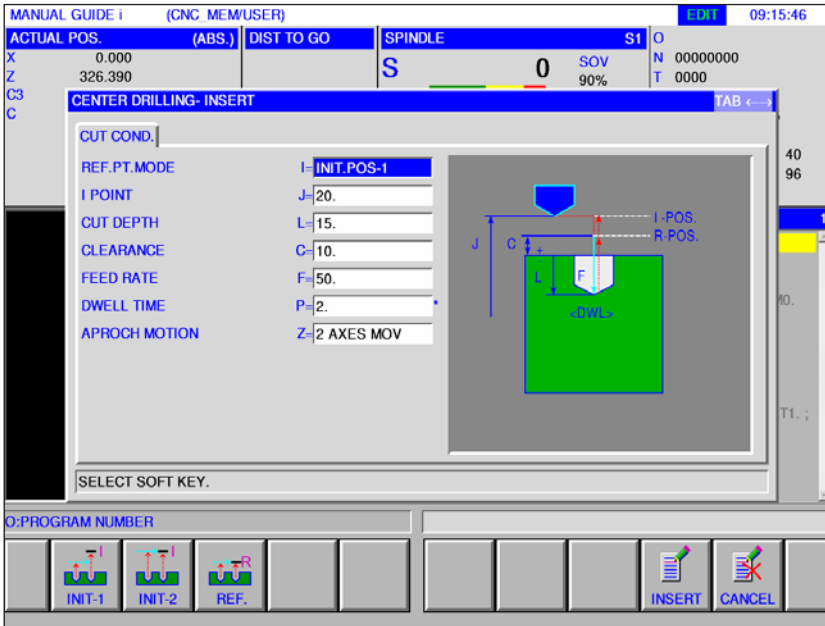 MANUAL GUIDE i (CNC_MEM/USER) EDIT 09:15:46
ACTUAL POS. (ABS.) DIST TO GO SPINDLE S1 O
X 0.000 S 0 SOV N 00000000
Z 326.390 90% T 0000
C3
C
CENTER DRILLING- INSERT TAB
CUT COND.
REF.PT.MODE I= INIT.POS-1
I POINT J= 20.
CUT DEPTH L= 15.
CLEARANCE C= 10.
FEED RATE F= 50.
DWELL TIME P= 2. *
APROCH MOTION Z= 2 AXES MOV
I -POS.
R-POS.
J C + -
L F
<DWL>
40
96
1
M0.
T1. ;
SELECT SOFT KEY.
O:PROGRAM NUMBER
I I R
INIT-1 INIT-2 REF. INSERT CANCEL